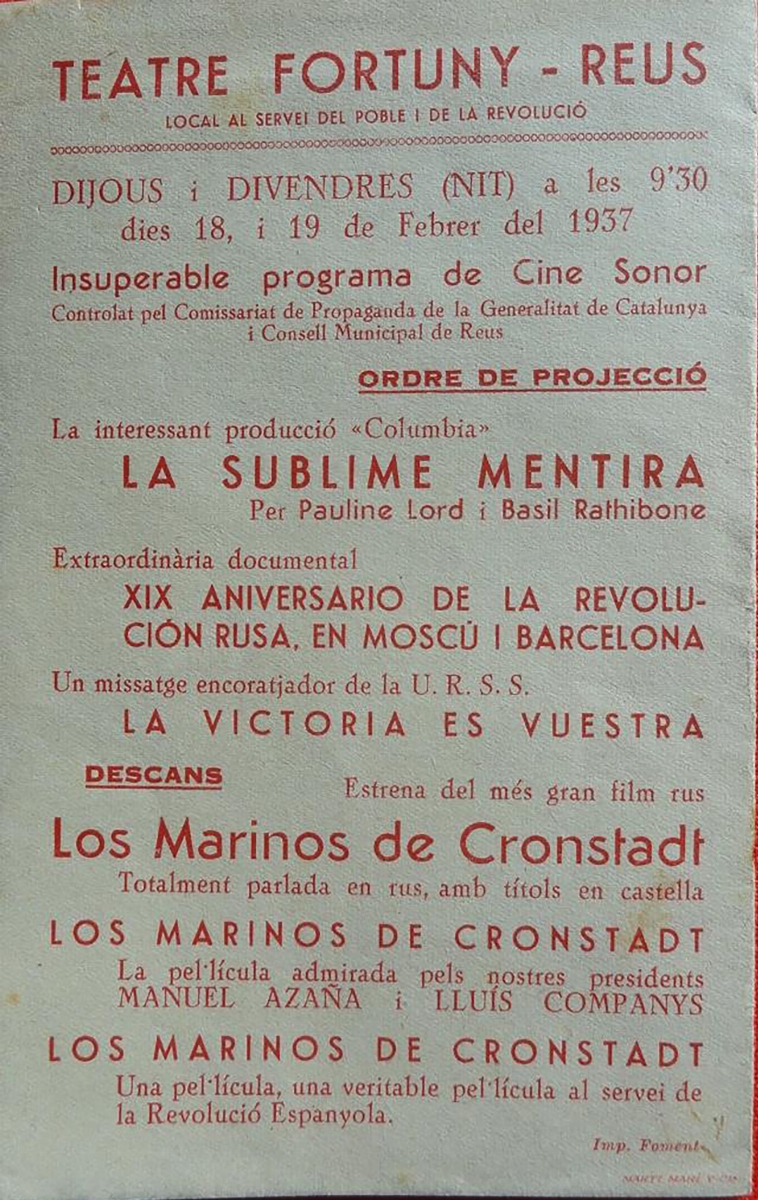 TEATRE FORTUNY - REUS
LOCAL AL SERVEI DEL POBLE I DE LA REVOLUCIÓ
DIJOUS i DIVENDRES (NIT) a les 9'30
dies 18, i 19 de Febrer del 1937
Insuperable programa de Cine Sonor
Controlat pel Comissariat de Propaganda de la Generalitat de Catalunya
i Consell Municipal de Reus
ORDRE DE PROJECCIÓ
La interessant producció «Columbia»
LA SUBLIME MENTIRA
Per Pauline Lord i Basil Rathibone
Extraordinària documental
XIX ANIVERSARIO DE LA REVOLU-
CIÓN RUSA, EN MOSCÚ I BARCELONA
Un missatge encoratjador de la U. R. S. S.
LA VICTORIA ES VUESTRA
DESCANS
Estrena del més gran film rus
Los Marinos de Cronstadt
Totalment parlada en rus, amb títols en castella
LOS MARINOS DE CRONSTADT
La pel·lícula admirada pels nostres presidents
MANUEL AZAÑA i LLUÍS COMPANYS
LOS MARINOS DE CRONSTADT
Una pel·lícula, una veritable pel·lícula al servei de
la Revolució Espanyola.
Imp. Foment